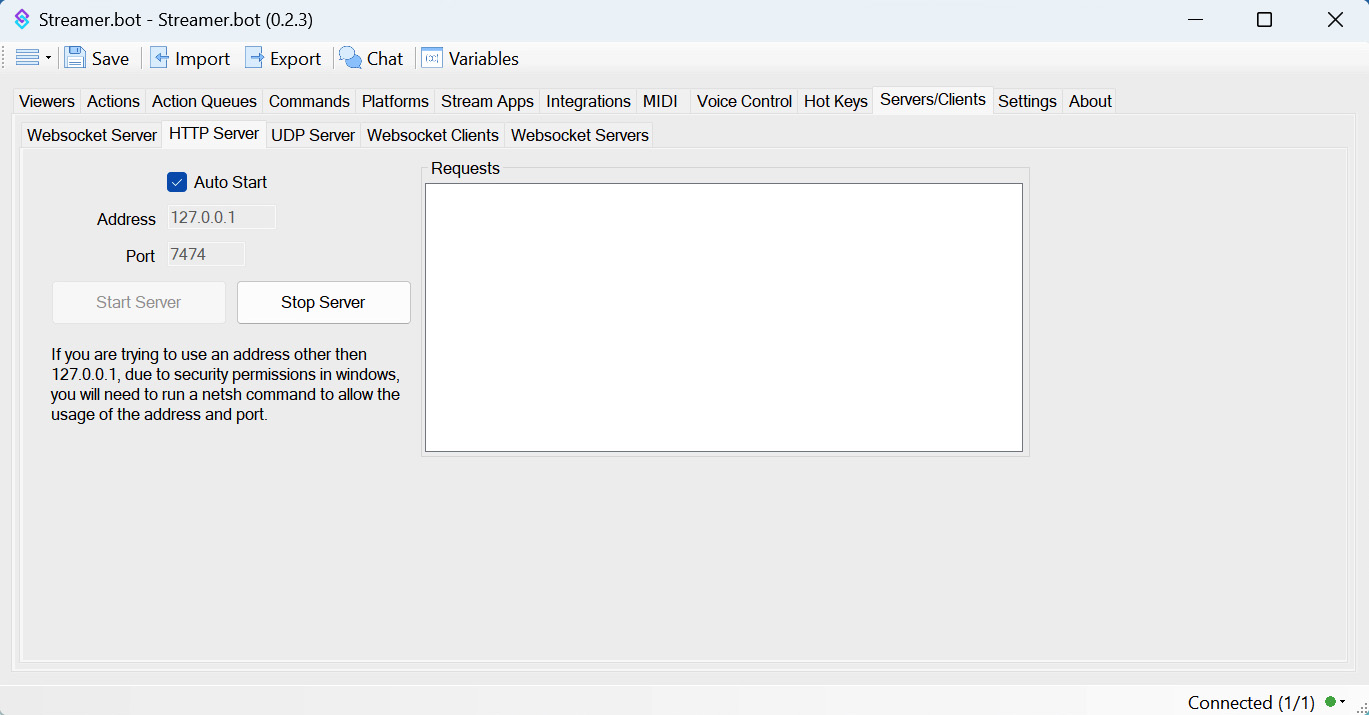 Streamer.bot - Streamer.bot (0.2.3)
Save Import Export Chat Variables
Viewers Actions Action Queues Commands Platforms Stream Apps Integrations MIDI Voice Control Hot Keys Servers/Clients Settings About
Websocket Server HTTP Server UDP Server Websocket Clients Websocket Servers
Auto Start
Address 127.0.0.1
Port 7474
Start Server Stop Server
If you are trying to use an address other then
127.0.0.1, due to security permissions in windows,
you will need to run a netsh command to allow the
usage of the address and port.
Requests
Connected (1/1)